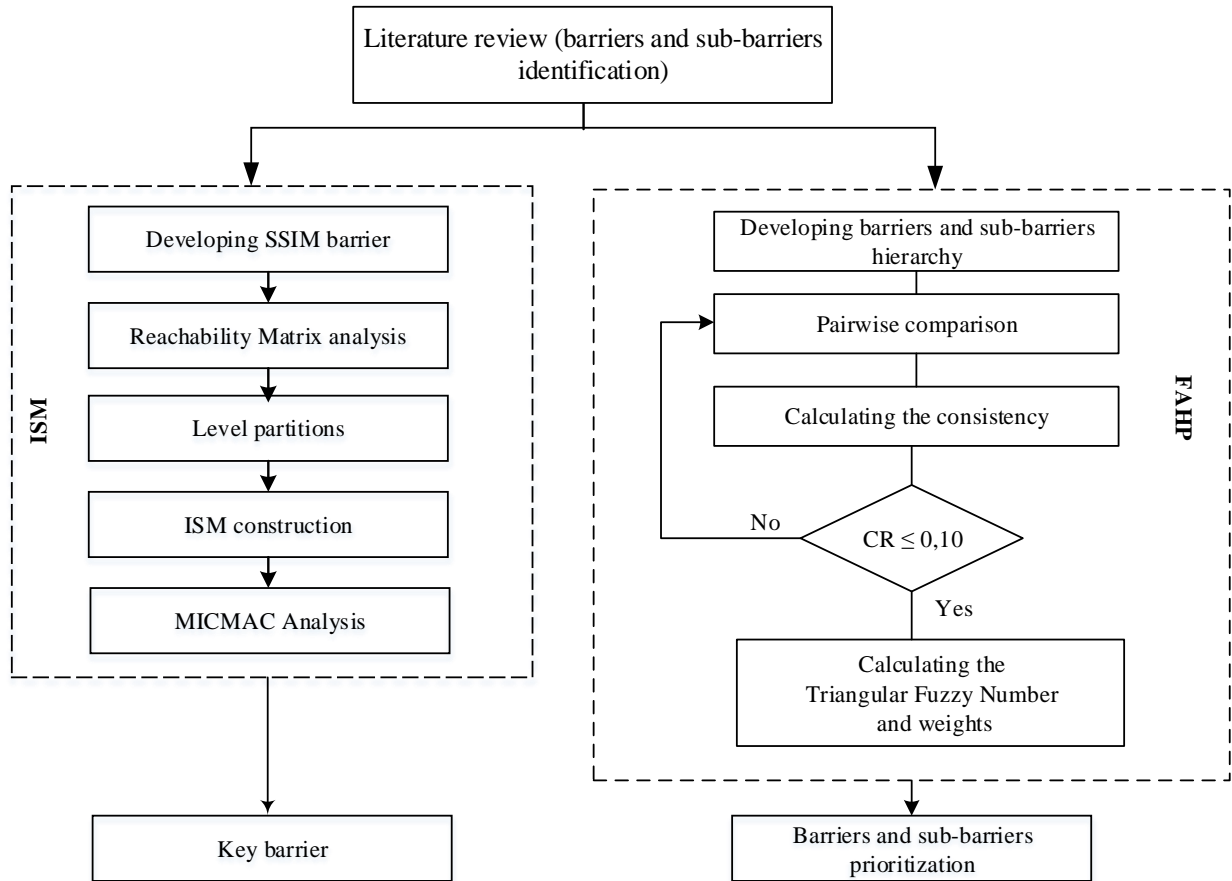 Literature review (barriers and sub-barriers
identification)
Developing SSIM barrier
Reachability Matrix analysis
Level partitions
ISM construction
MICMAC Analysis
ISM
Key barrier
Developing barriers and sub-barriers
hierarchy
Pairwise comparison
Calculating the consistency
CR ≤ 0,10
No
Yes
Calculating the
Triangular Fuzzy Number
and weights
FAHP
Barriers and sub-barriers
prioritization